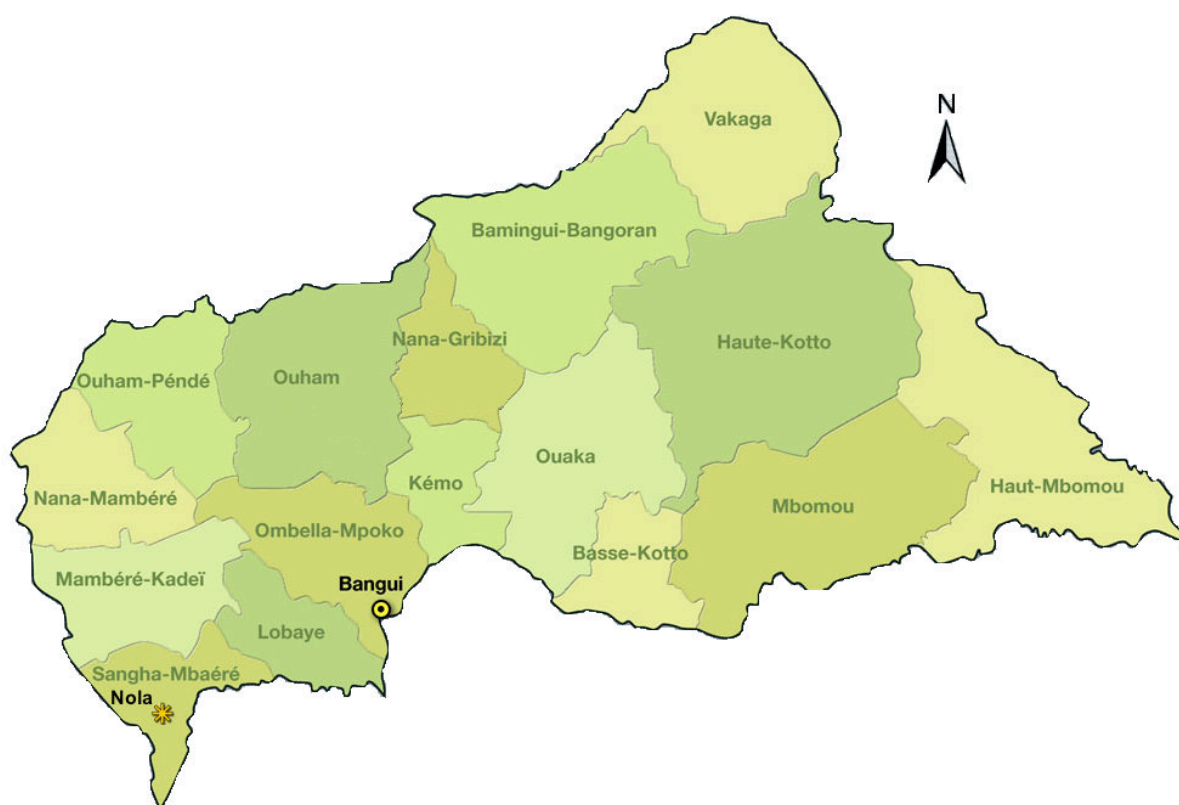 N
Vakaga
Bamingui-Bangoran
Nana-Gribizi
Haute-Kotto
Ouham-Péndé
Ouham
Ouaka
Kémo
Nana-Mambéré
Haut-Mbomou
Mbomou
Ombella-Mpoko
Basse-Kotto
Mambéré-Kadeï
Bangui
Lobaye
Sangha-Mbaéré
Nola